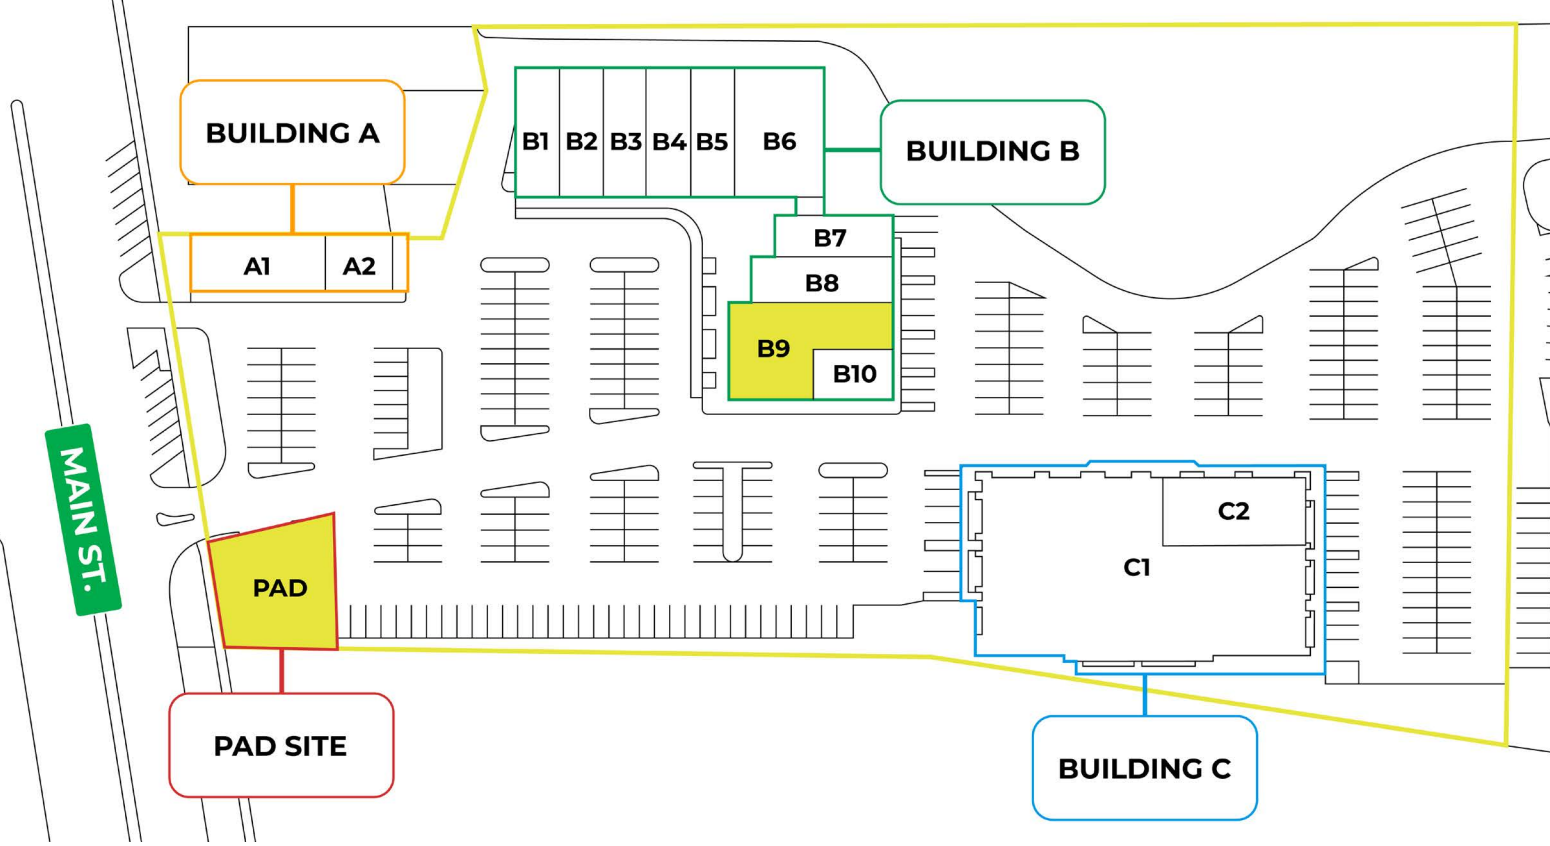 BUILDING A
B1 B2 B3 B4 B5 B6
BUILDING B
A1 A2
B7
B8
B9
B10
MAIN ST.
C2
C1
PAD
PAD SITE
BUILDING C